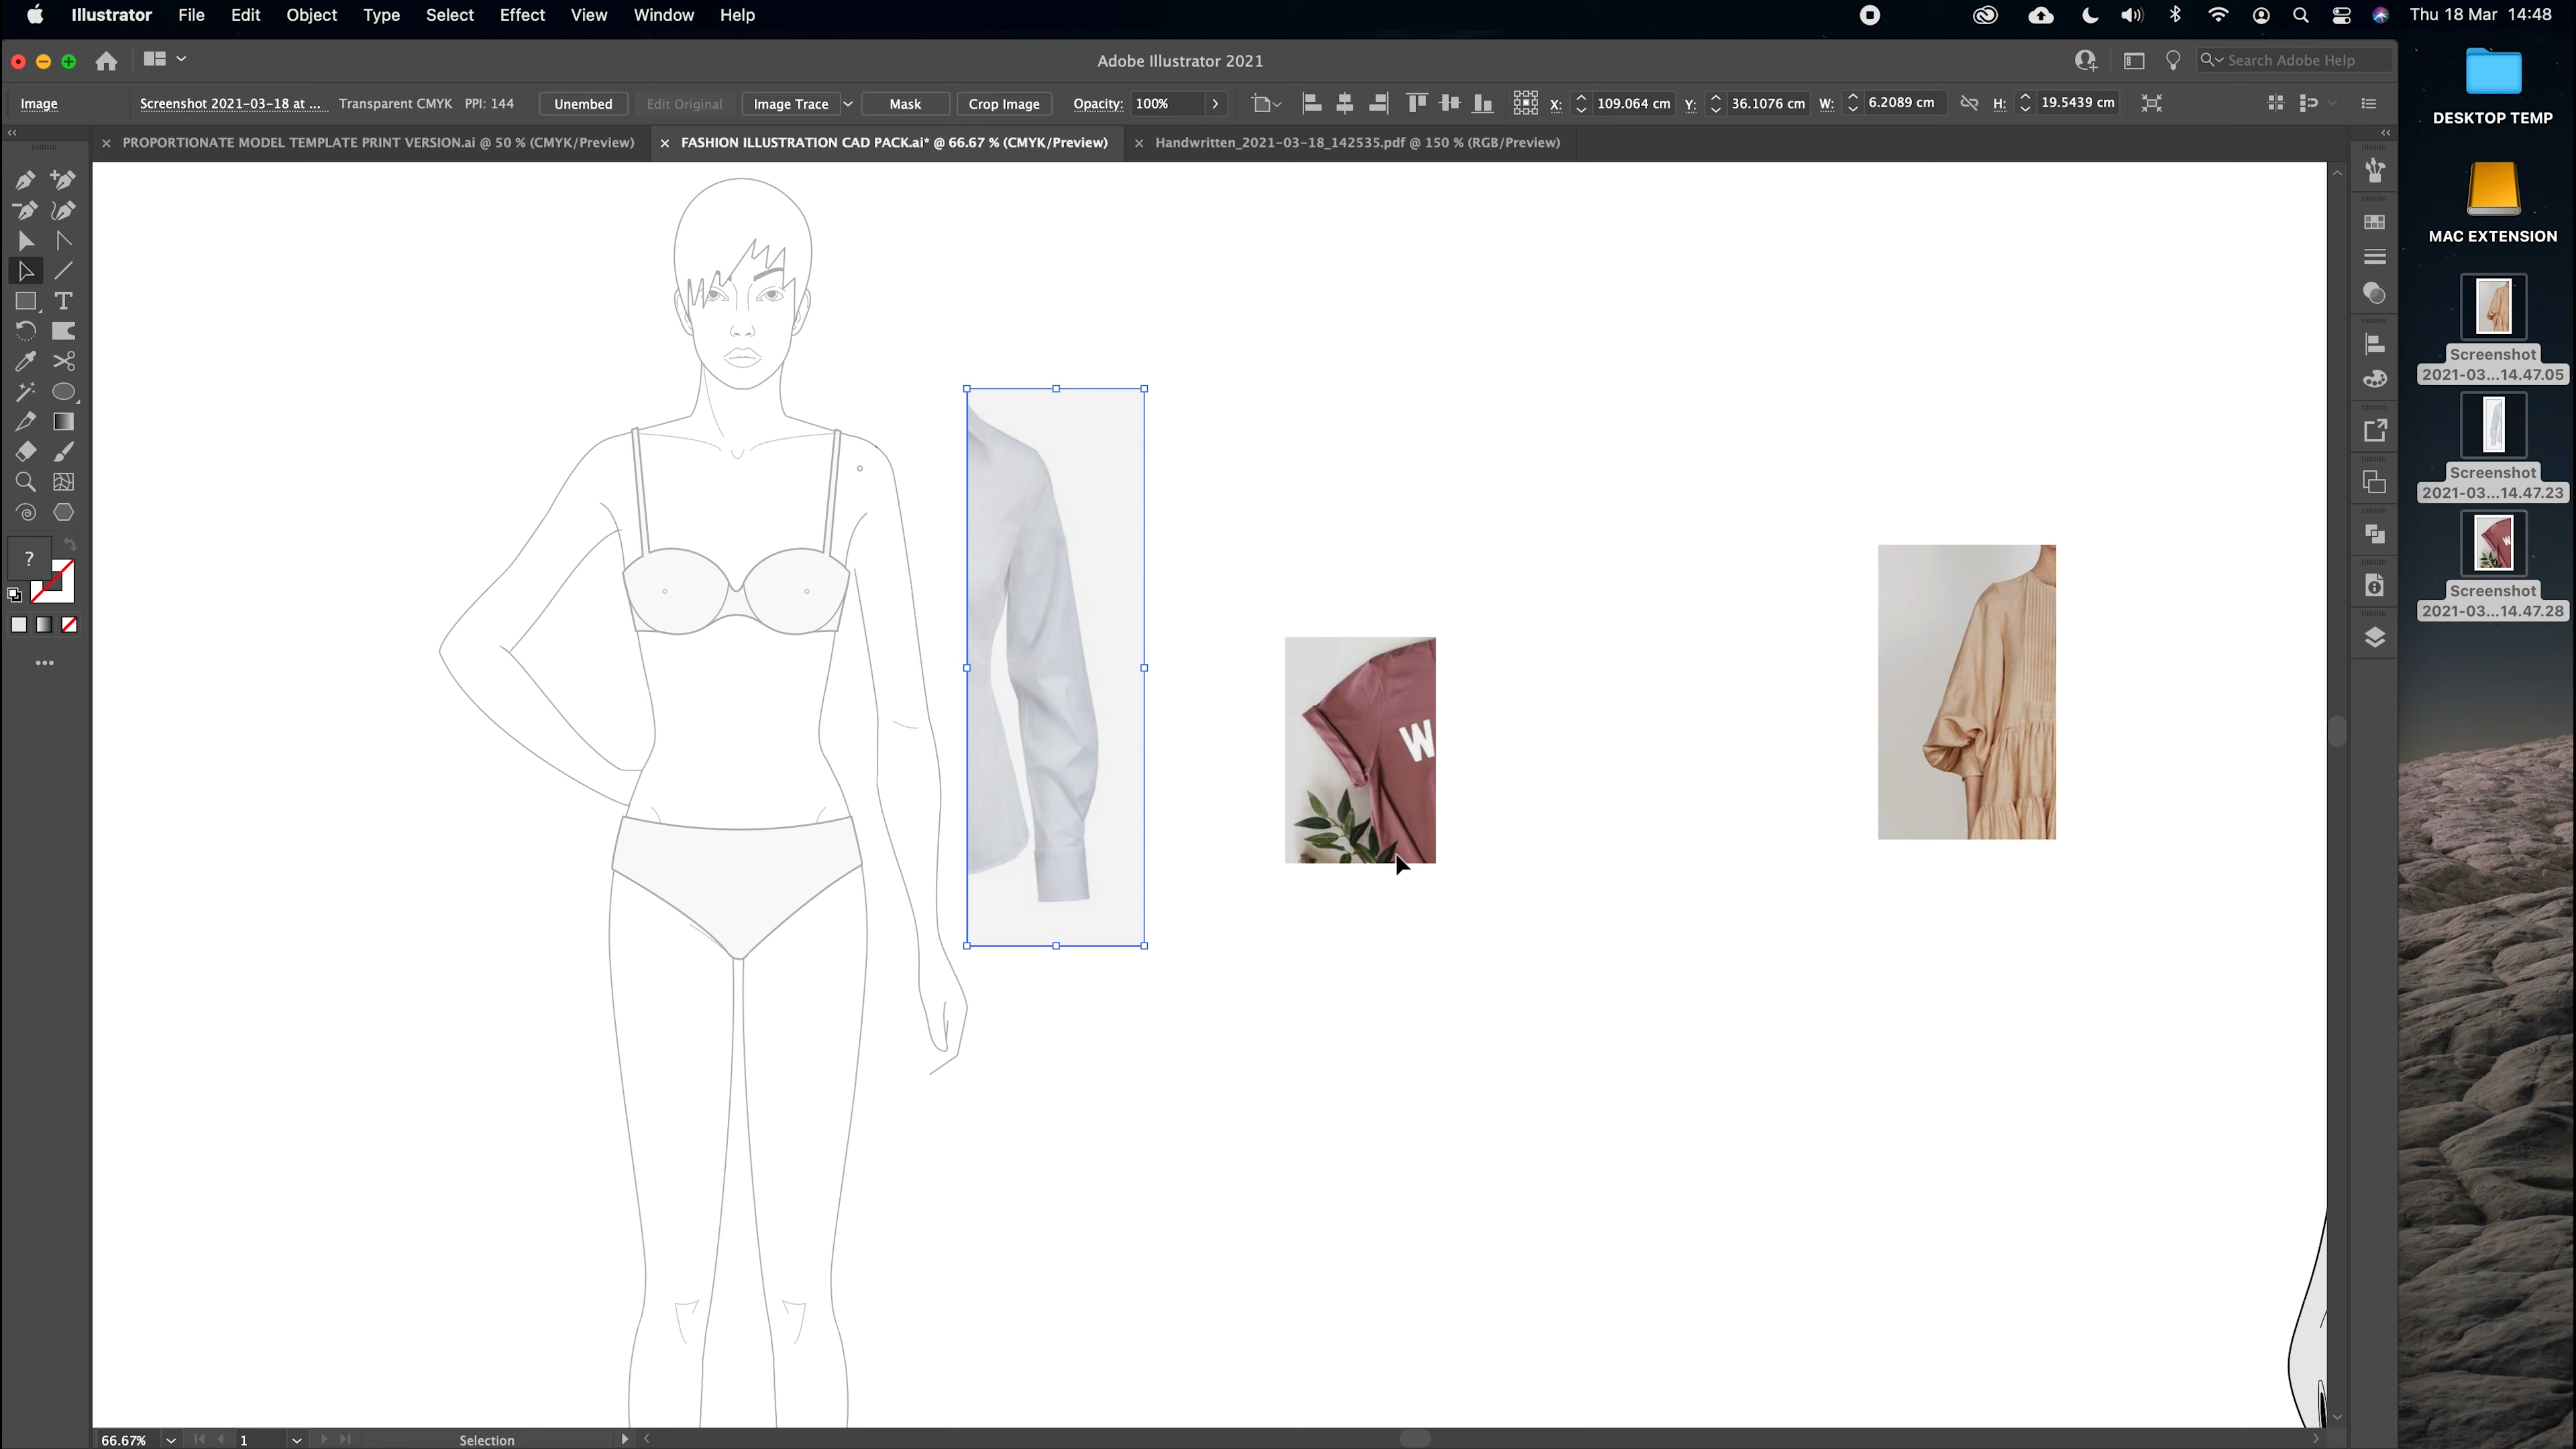 Illustrator File Edit Object Type Select Effect View Window Help Thu 18 Mar 14:48
Adobe Illustrator 2021 Search Adobe Help
Image Screenshot 2021-03-18 at ... Transparent CMYK PPI: 144 Unembed Edit Original Image Trace Mask Crop Image Opacity: 100% X: 109.064 cm Y: 36.1076 cm W: 6.2089 cm H: 19.5439 cm
PROPORTIONATE MODEL TEMPLATE PRINT VERSION.ai @ 50 % (CMYK/Preview) FASHION ILLUSTRATION CAD PACK.ai* @ 66.67 % (CMYK/Preview) Handwritten_2021-03-18_142535.pdf @ 150 % (RGB/Preview)
DESKTOP TEMP
MAC EXTENSION
Screenshot
2021-03...14.47.05
Screenshot
2021-03...14.47.23
Screenshot
2021-03...14.47.28
?
W
66.67% 1 Selection